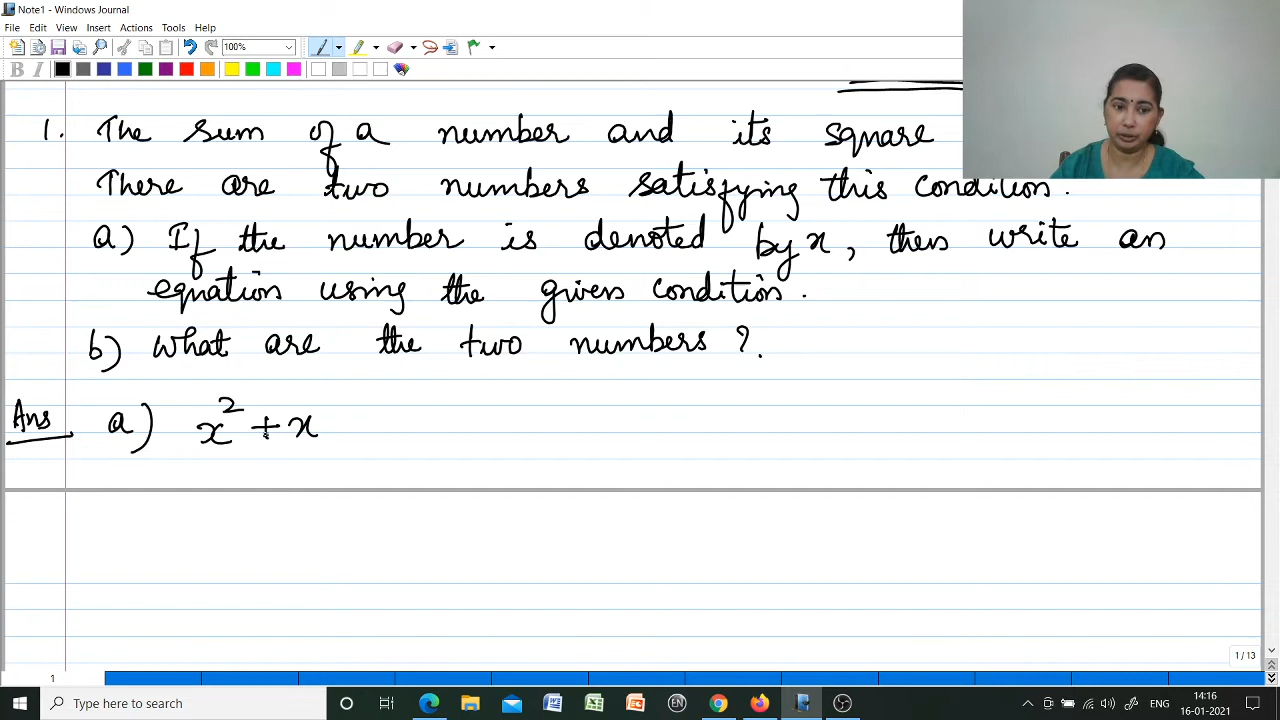 Note1 - Windows Journal
File Edit View Insert Actions Tools Help
100%
B I
1. The sum of a number and its square
There are two numbers satisfying this condition.
a) If the number is denoted by x, then write an
equation using the given condition.
b) What are the two numbers ?.
Ans a) x² + x
1 / 13
1
Type here to search
EN
ENG
14:16
16-01-2021